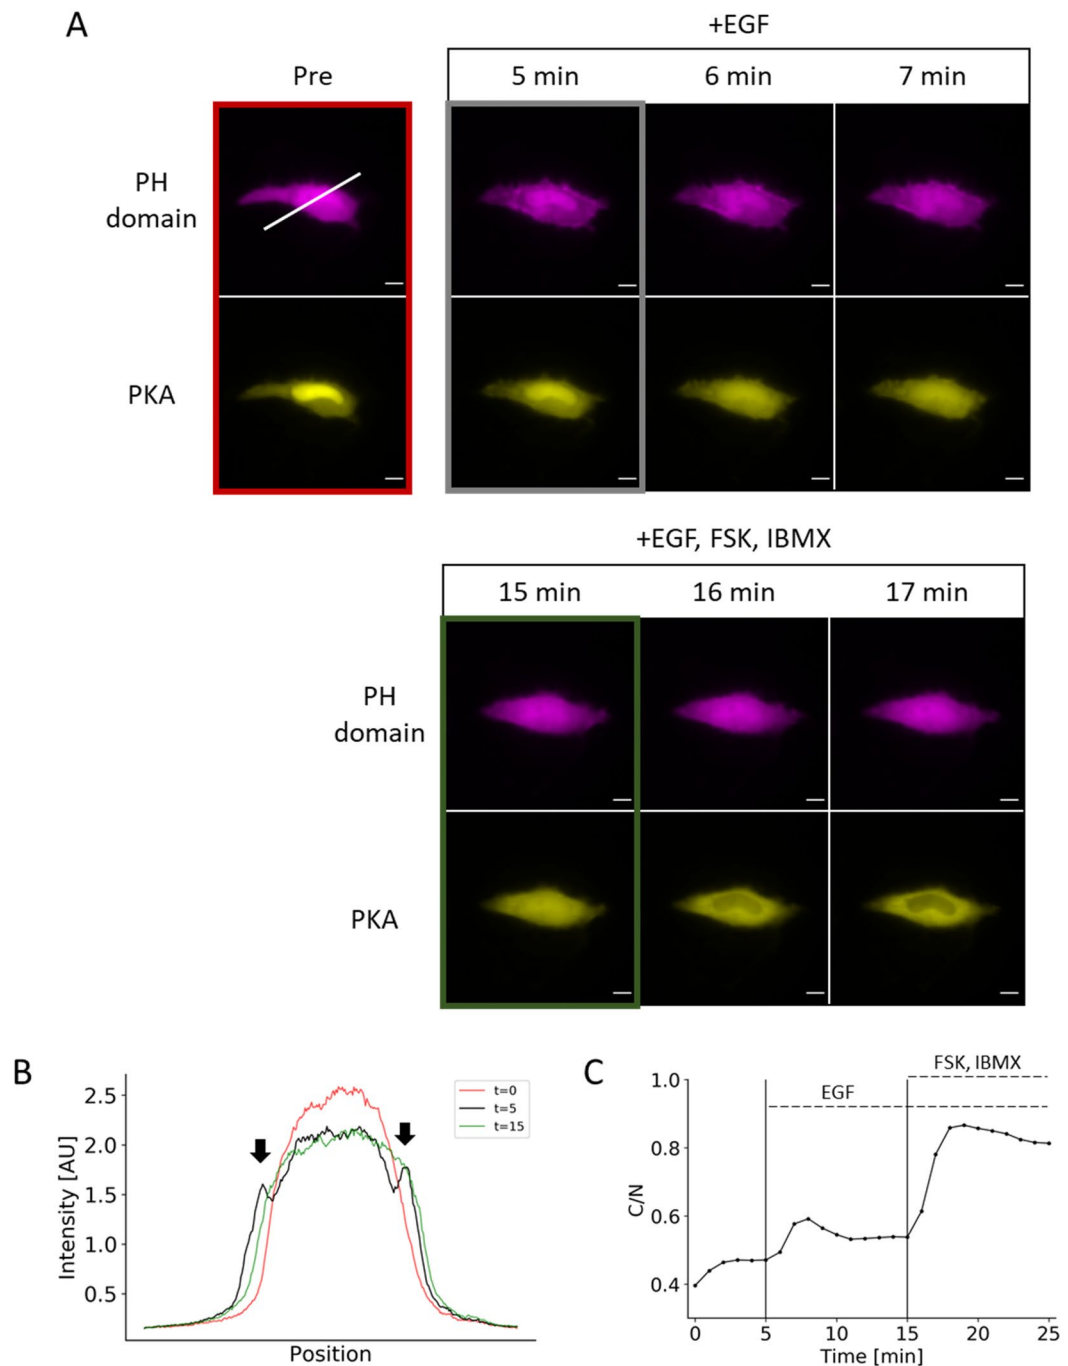 A
+EGF
Pre
5 min
6 min
7 min
PH
domain
PKA
+EGF, FSK, IBMX
15 min
16 min
17 min
PH
domain
PKA
B
2.5
2.0
1.5
1.0
0.5
Intensity [AU]
Position
t=0
t=5
t=15
C
FSK, IBMX
EGF
1.0
0.8
0.6
0.4
C/N
0
5
10
15
20
25
Time [min]